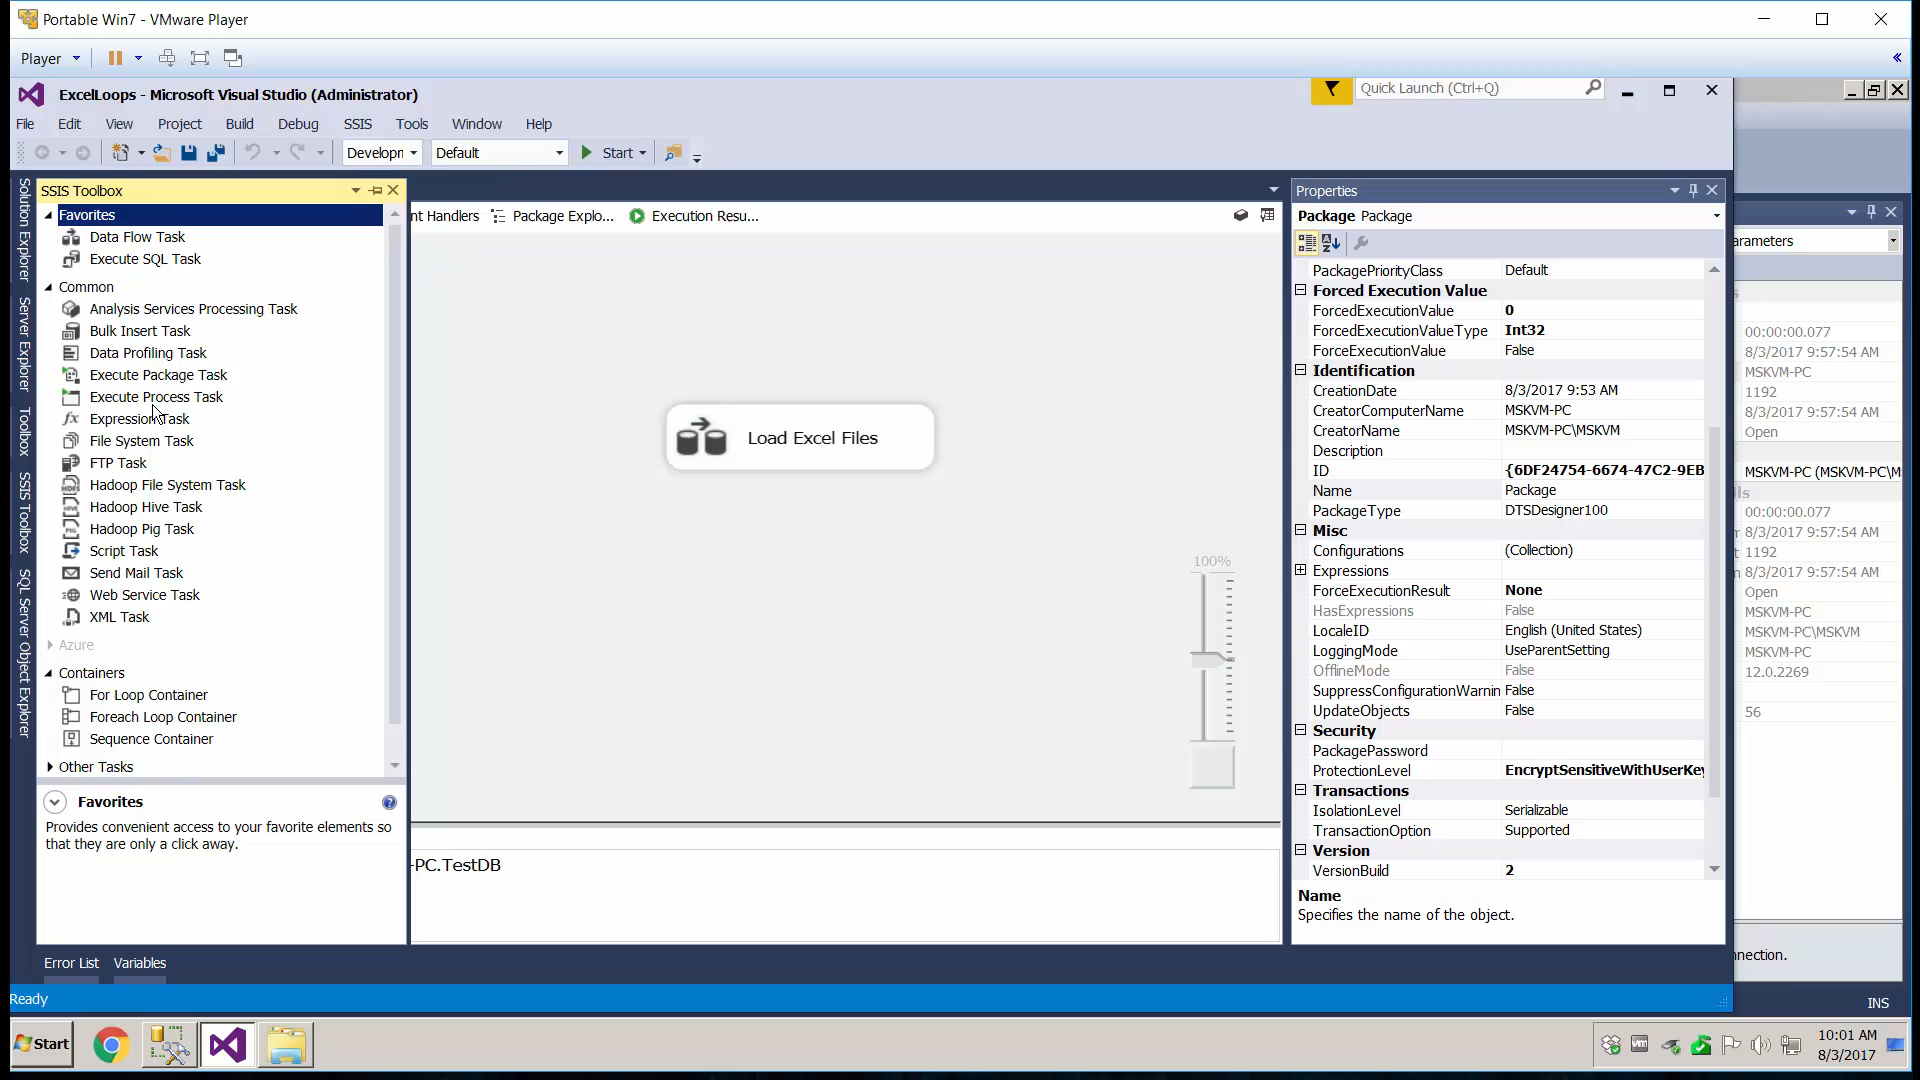 Portable Win7 - VMware Player
Player
ExcelLoops - Microsoft Visual Studio (Administrator)
Quick Launch (Ctrl+Q)
File Edit View Project Build Debug SSIS Tools Window Help
Developn Default Start
Solution Explorer
Server Explorer
Toolbox
SSIS Toolbox
SQL Server Object Explorer
SSIS Toolbox
Favorites
Data Flow Task
Execute SQL Task
Common
Analysis Services Processing Task
Bulk Insert Task
Data Profiling Task
Execute Package Task
Execute Process Task
Expression Task
File System Task
FTP Task
Hadoop File System Task
Hadoop Hive Task
Hadoop Pig Task
Script Task
Send Mail Task
Web Service Task
XML Task
Azure
Containers
For Loop Container
Foreach Loop Container
Sequence Container
Other Tasks
Favorites
Provides convenient access to your favorite elements so
that they are only a click away.
nt Handlers Package Explo... Execution Resu...
Load Excel Files
100%
-PC.TestDB
Properties
Package Package
PackagePriorityClass Default
Forced Execution Value
ForcedExecutionValue 0
ForcedExecutionValueType Int32
ForceExecutionValue False
Identification
CreationDate 8/3/2017 9:53 AM
CreatorComputerName MSKVM-PC
CreatorName MSKVM-PC\MSKVM
Description
ID {6DF24754-6674-47C2-9EB
Name Package
PackageType DTSDesigner100
Misc
Configurations (Collection)
Expressions
ForceExecutionResult None
HasExpressions False
LocaleID English (United States)
LoggingMode UseParentSetting
OfflineMode False
SuppressConfigurationWarnin False
UpdateObjects False
Security
PackagePassword
ProtectionLevel EncryptSensitiveWithUserKey
Transactions
IsolationLevel Serializable
TransactionOption Supported
Version
VersionBuild 2
Name
Specifies the name of the object.
arameters
00:00:00.077
8/3/2017 9:57:54 AM
MSKVM-PC
1192
8/3/2017 9:57:54 AM
Open
MSKVM-PC (MSKVM-PC\M
ls
00:00:00.077
8/3/2017 9:57:54 AM
1192
8/3/2017 9:57:54 AM
Open
MSKVM-PC
MSKVM-PC\MSKVM
MSKVM-PC
12.0.2269
56
nnection.
INS
Error List Variables
Ready
Start
10:01 AM
8/3/2017